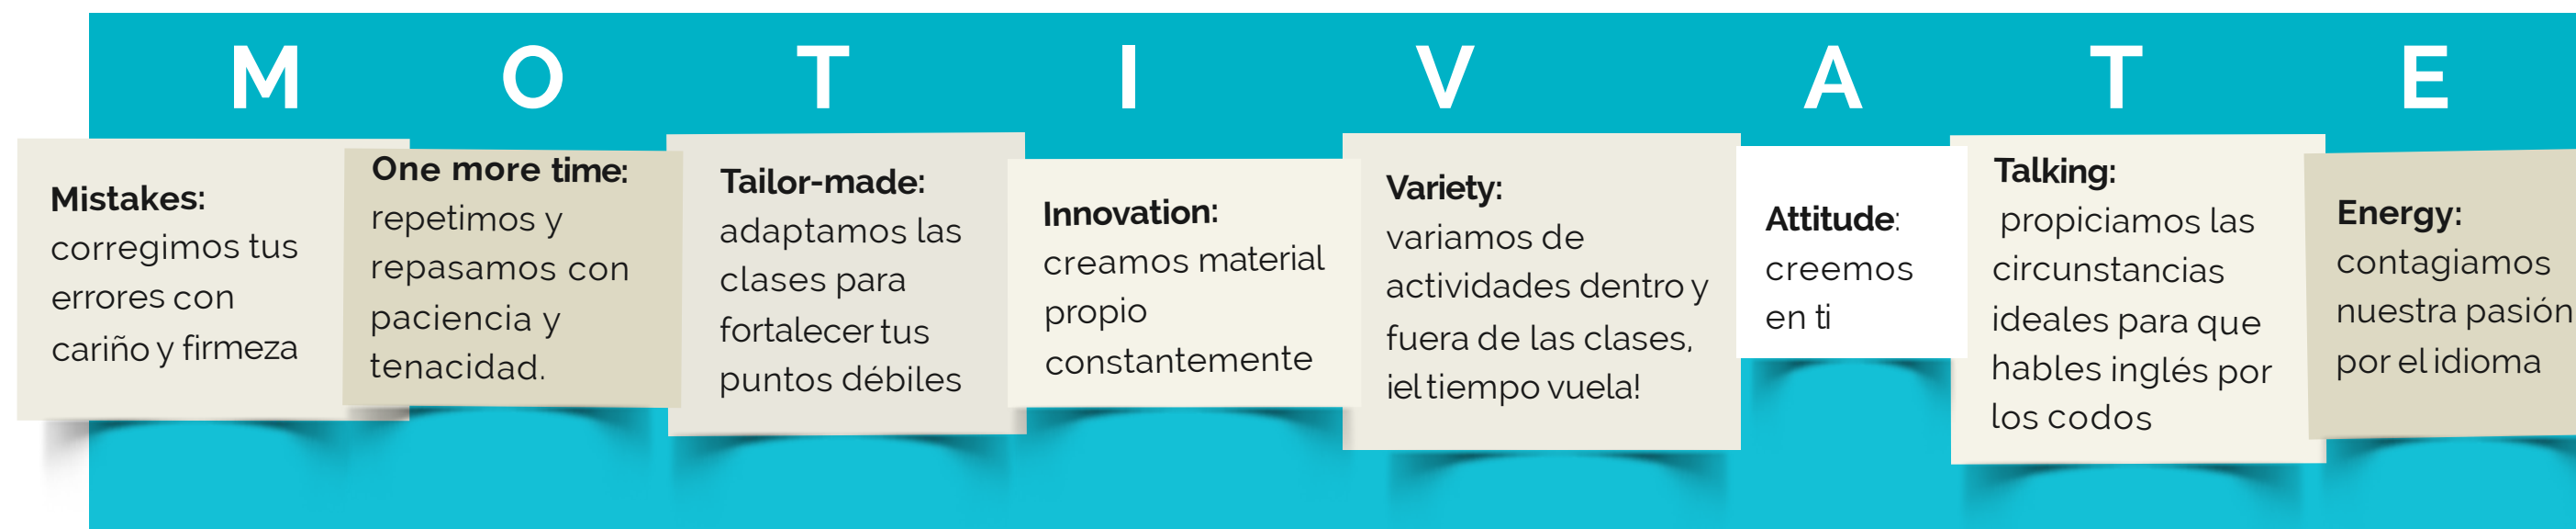 M O T I V A T E
Mistakes:
corregimos tus
errores con
cariño y firmeza
One more time:
repetimos y
repasamos con
paciencia y
tenacidad.
Tailor-made:
adaptamos las
clases para
fortalecer tus
puntos débiles
Innovation:
creamos material
propio
constantemente
Variety:
variamos de
actividades dentro y
fuera de las clases,
¡el tiempo vuela!
Attitude:
creemos
en ti
Talking:
propiciamos las
circunstancias
ideales para que
hables inglés por
los codos
Energy:
contagiamos
nuestra pasión
por el idioma